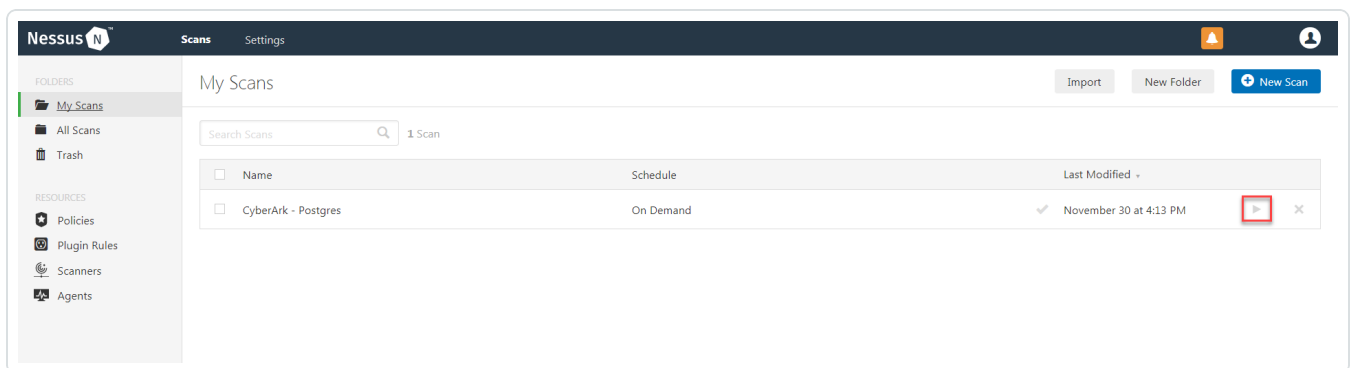 Nessus N ™ Scans Settings
FOLDERS
My Scans
All Scans
Trash
RESOURCES
Policies
Plugin Rules
Scanners
Agents
My Scans Import New Folder New Scan
Search Scans 1 Scan
Name Schedule Last Modified
CyberArk - Postgres On Demand November 30 at 4:13 PM